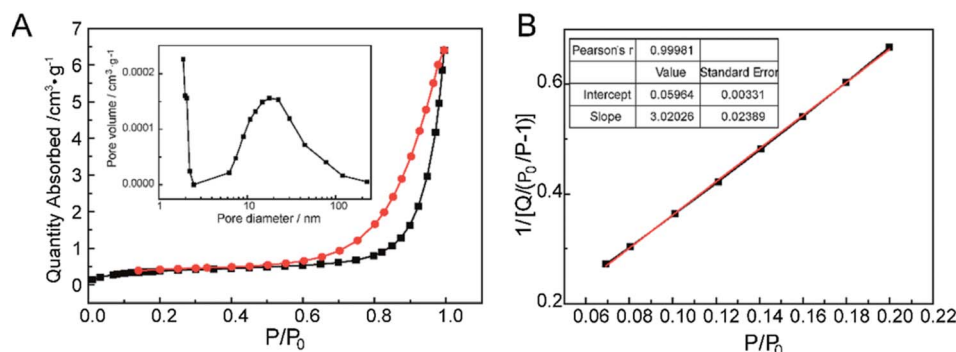 A
Quantity Absorbed /cm³•g⁻¹
7
6
5
4
3
2
1
0
0.0 0.2 0.4 0.6 0.8 1.0
P/P₀
Pore volume / cm³·g⁻¹
0.0002
0.0001
0.0000
1 10 100
Pore diameter / nm
B
1/[Q/(P₀/P-1)]
0.6
0.4
0.2
0.06 0.08 0.10 0.12 0.14 0.16 0.18 0.20 0.22
P/P₀
Pearson's r 0.99981
Value Standard Error
Intercept 0.05964 0.00331
Slope 3.02026 0.02389